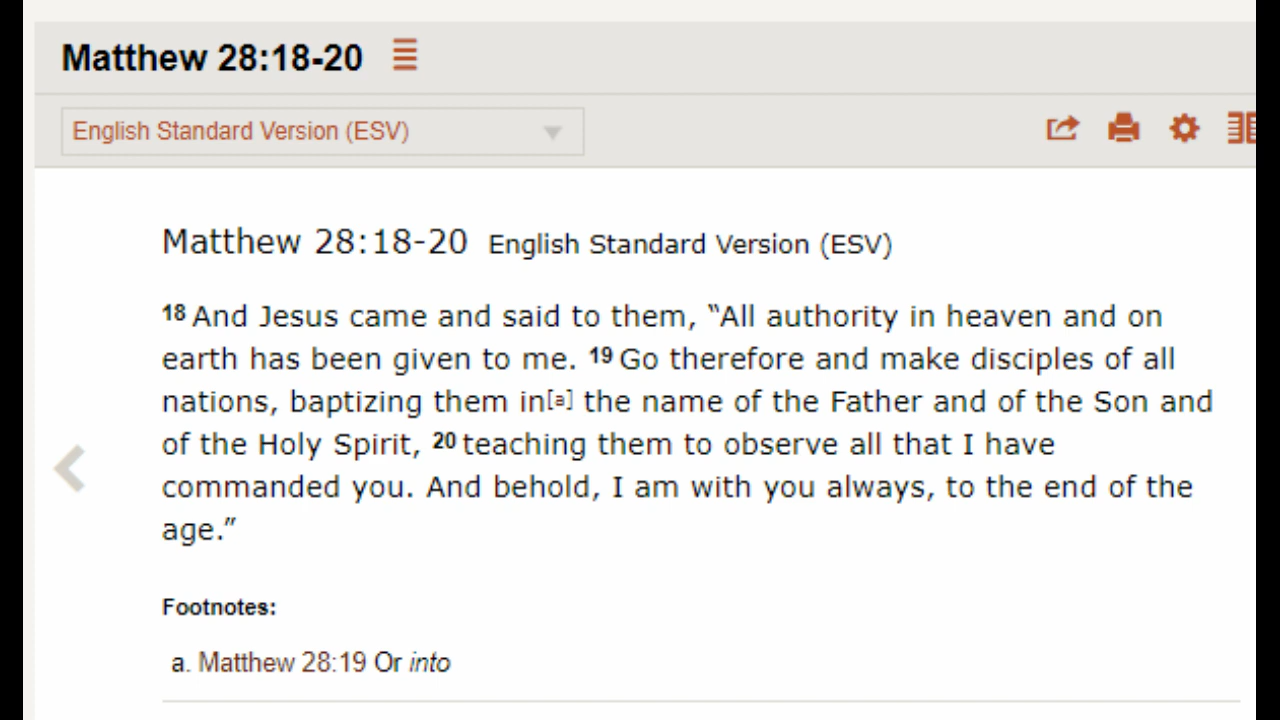 Matthew 28:18-20
English Standard Version (ESV)
Matthew 28:18-20 English Standard Version (ESV)
18 And Jesus came and said to them, “All authority in heaven and on
earth has been given to me. 19 Go therefore and make disciples of all
nations, baptizing them in[a] the name of the Father and of the Son and
of the Holy Spirit, 20 teaching them to observe all that I have
commanded you. And behold, I am with you always, to the end of the
age.”
Footnotes:
a. Matthew 28:19 Or into